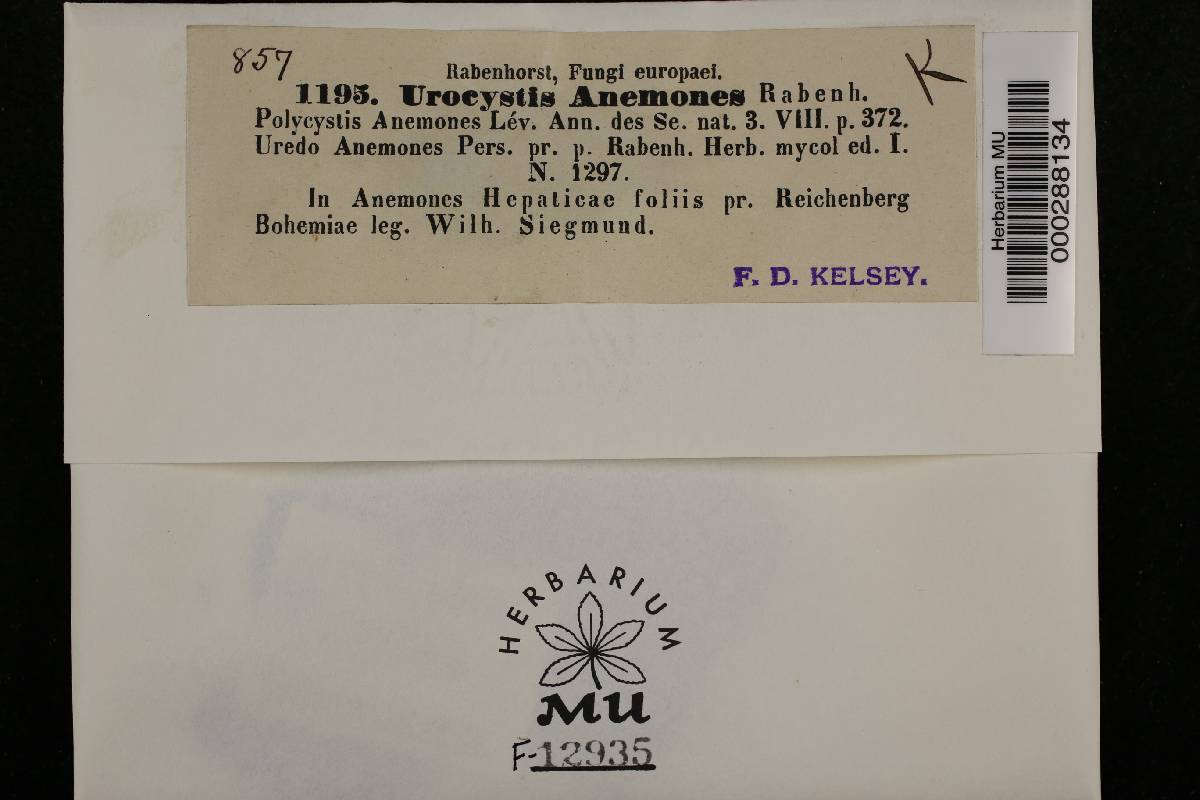 857
K
Rabenhorst, Fungi europaei.
1195. Urocystis Anemones Rabenh.
Polycystis Anemones Lév. Ann. des Sc. nat. 3. VIII. p. 372.
Uredo Anemones Pers. pr. p. Rabenh. Herb. mycol ed. I.
N. 1297.
In Anemones Hepaticae foliis pr. Reichenberg
Bohemiae leg. Wilh. Siegmund.
F. D. KELSEY.
Herbarium MU
000288134
HERBARIUM
MU
F-12935